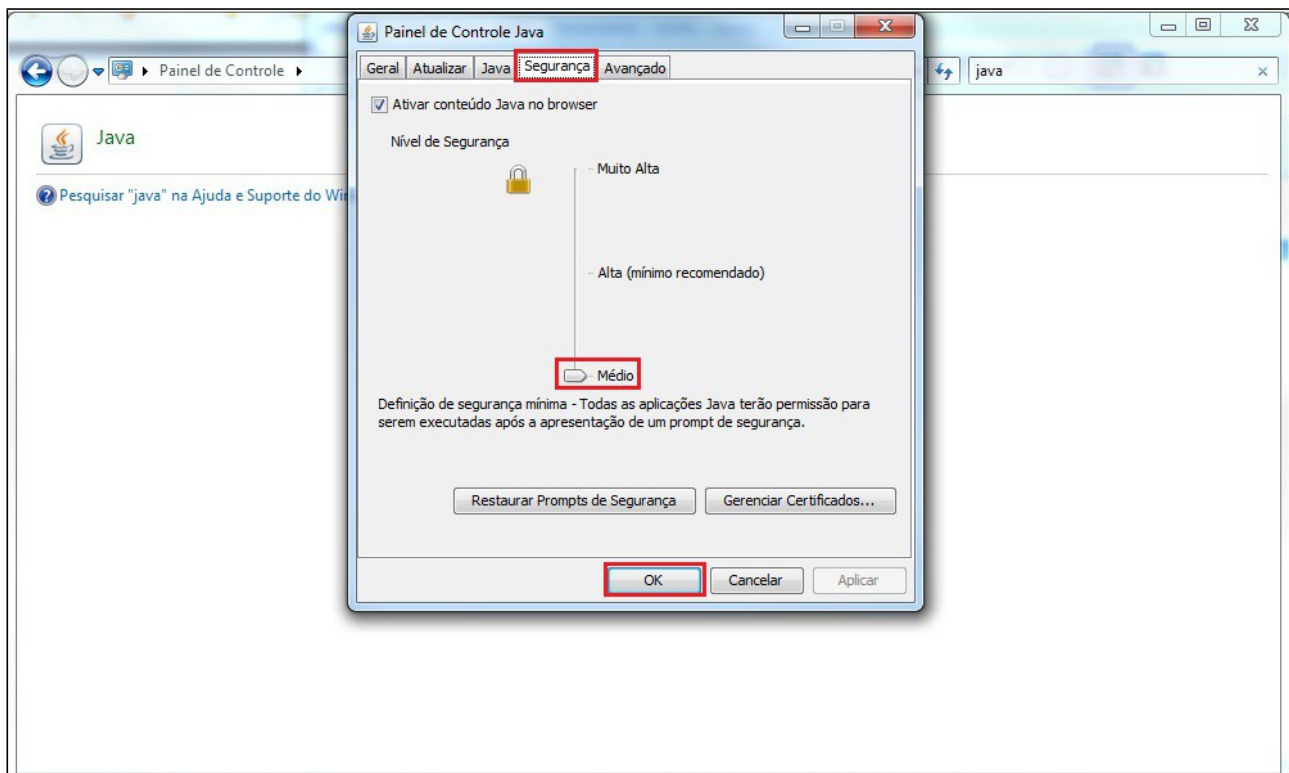 Painel de Controle Java
Painel de Controle
java
Geral Atualizar Java Segurança Avançado
Ativar conteúdo Java no browser
Java
Nível de Segurança
Muito Alta
Pesquisar "java" na Ajuda e Suporte do Wi
Alta (mínimo recomendado)
Médio
Definição de segurança mínima - Todas as aplicações Java terão permissão para
serem executadas após a apresentação de um prompt de segurança.
Restaurar Prompts de Segurança Gerenciar Certificados...
OK Cancelar Aplicar